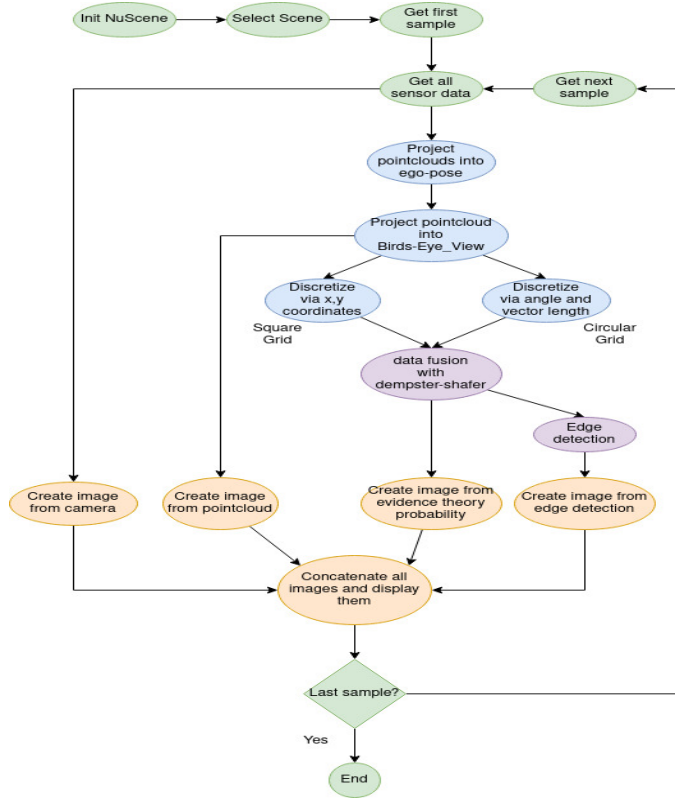 Init NuScene
Select Scene
Get first
sample
Get all
sensor data
Get next
sample
Project
pointclouds into
ego-pose
Project pointcloud
into
Birds-Eye_View
Discretize
via x,y
coordinates
Discretize
via angle and
vector length
Square
Grid
Circular
Grid
data fusion
with
dempster-shafer
Edge
detection
Create image
from camera
Create image
from pointcloud
Create image from
evidence theory
probability
Create image from
edge detection
Concatenate all
images and display
them
Last sample?
Yes
End